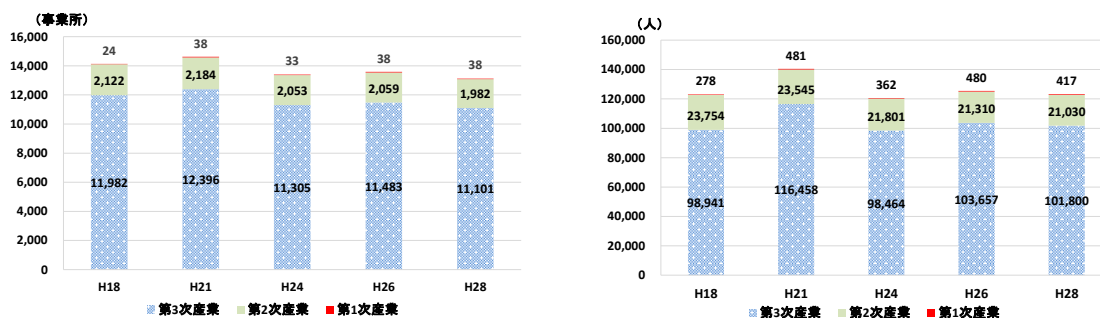 (事業所)
16,000
14,000
12,000
10,000
8,000
6,000
4,000
2,000
0
24
38
33
38
38
2,122
2,184
2,053
2,059
1,982
11,982
12,396
11,305
11,483
11,101
H18
H21
H24
H26
H28
第3次産業
第2次産業
第1次産業
(人)
160,000
140,000
120,000
100,000
80,000
60,000
40,000
20,000
0
278
481
362
480
417
23,754
23,545
21,801
21,310
21,030
98,941
116,458
98,464
103,657
101,800
H18
H21
H24
H26
H28
第3次産業
第2次産業
第1次産業